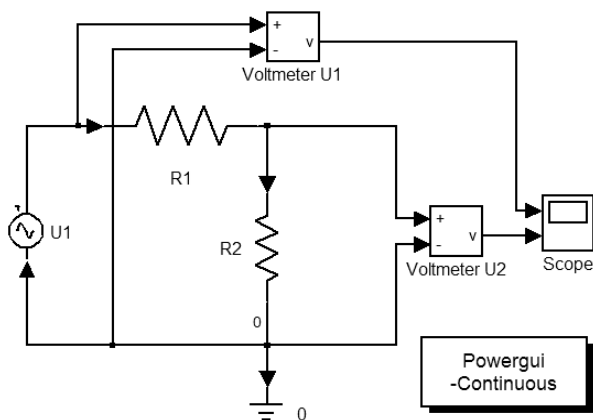 +
-
v
Voltmeter U1
R1
U1
R2
+
-
v
Voltmeter U2
Scope
0
Powergui
-Continuous
0